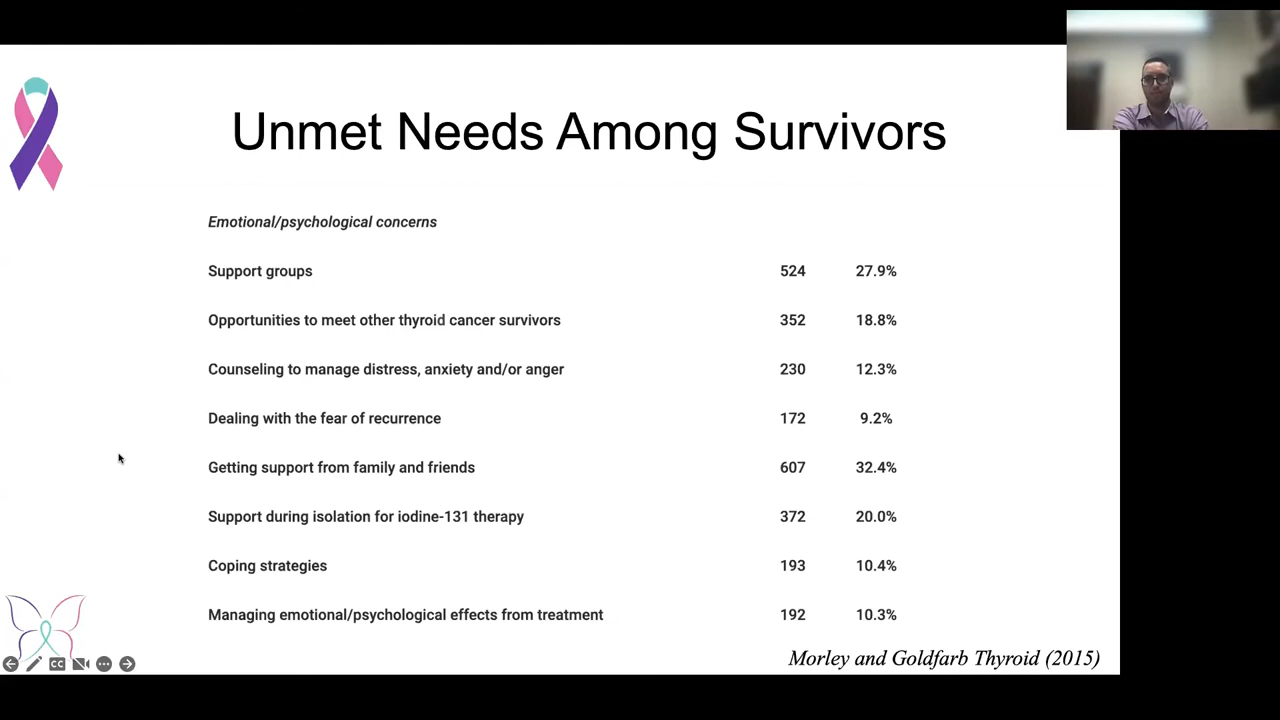 Unmet Needs Among Survivors
Emotional/psychological concerns
Support groups 524 27.9%
Opportunities to meet other thyroid cancer survivors 352 18.8%
Counseling to manage distress, anxiety and/or anger 230 12.3%
Dealing with the fear of recurrence 172 9.2%
Getting support from family and friends 607 32.4%
Support during isolation for iodine-131 therapy 372 20.0%
Coping strategies 193 10.4%
Managing emotional/psychological effects from treatment 192 10.3%
CC
Morley and Goldfarb Thyroid (2015)